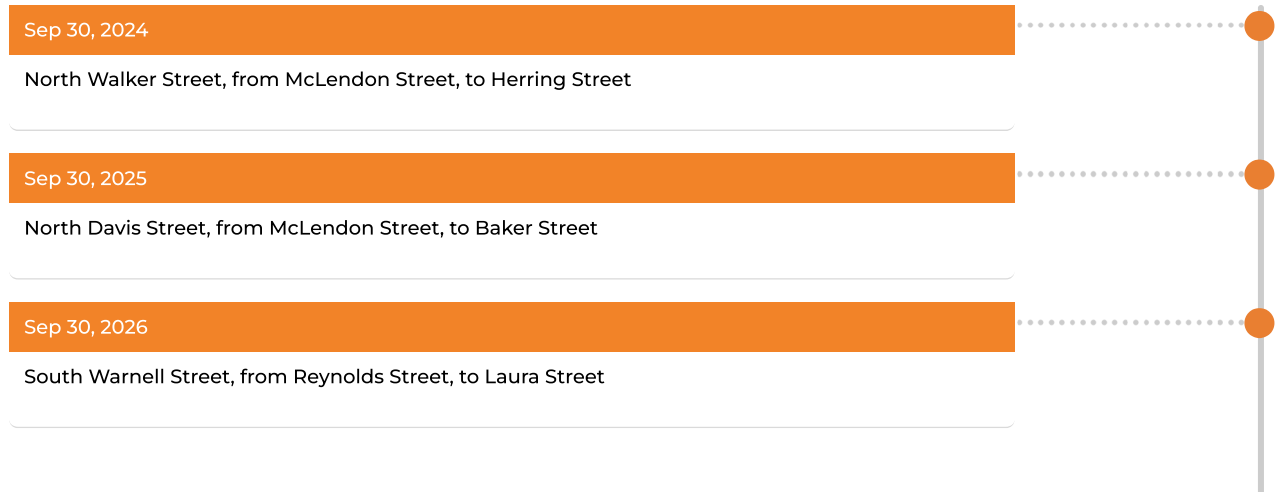 Sep 30, 2024
North Walker Street, from McLendon Street, to Herring Street
Sep 30, 2025
North Davis Street, from McLendon Street, to Baker Street
Sep 30, 2026
South Warnell Street, from Reynolds Street, to Laura Street